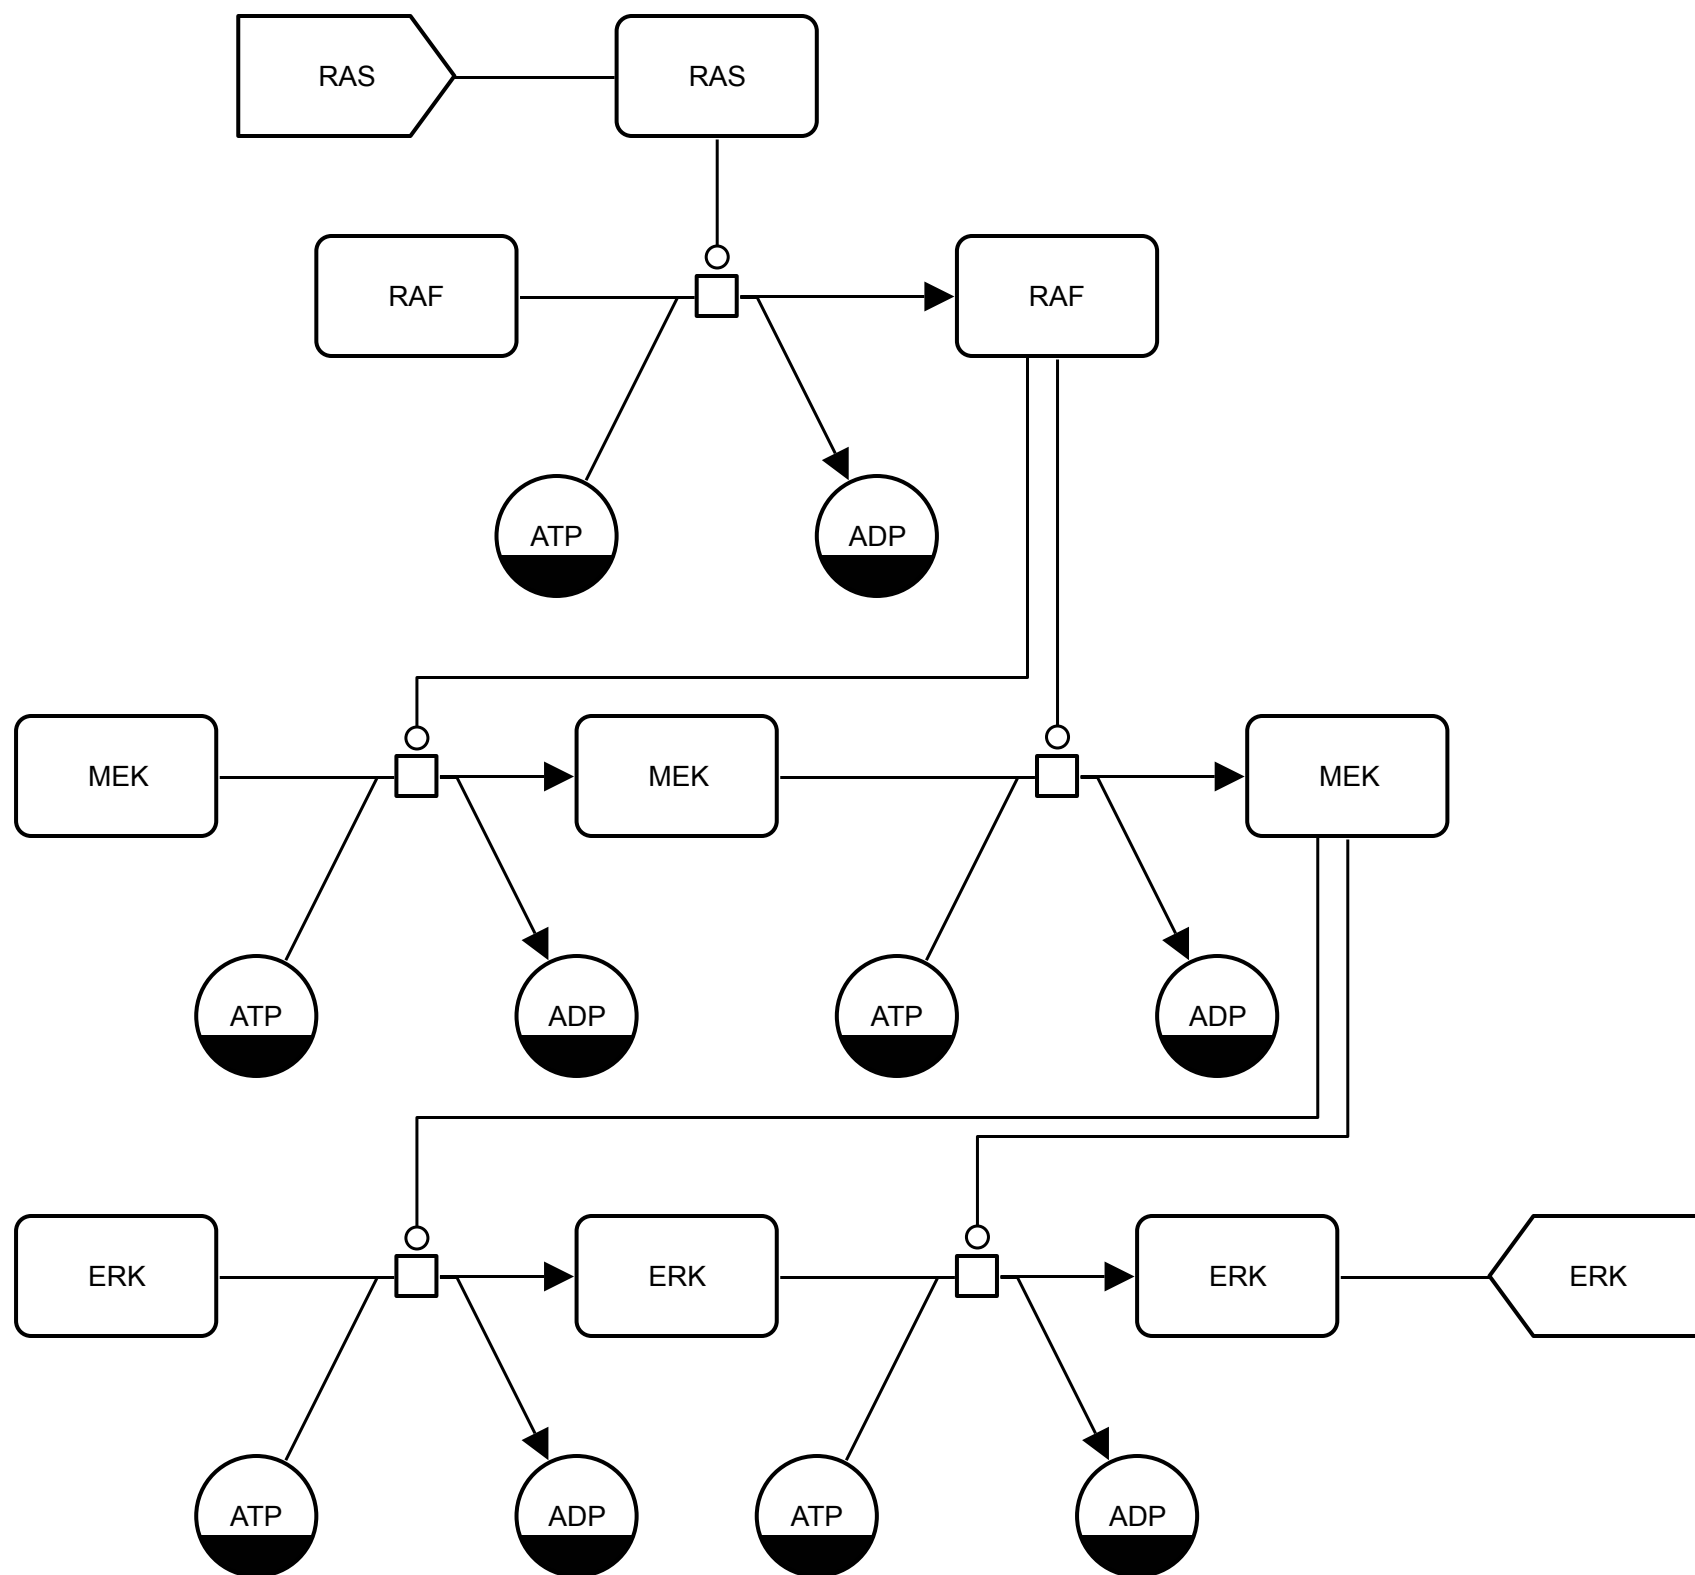 RAS
RAS
RAF
RAF
ATP
ADP
MEK
MEK
MEK
ATP
ADP
ATP
ADP
ERK
ERK
ERK
ERK
ATP
ADP
ATP
ADP